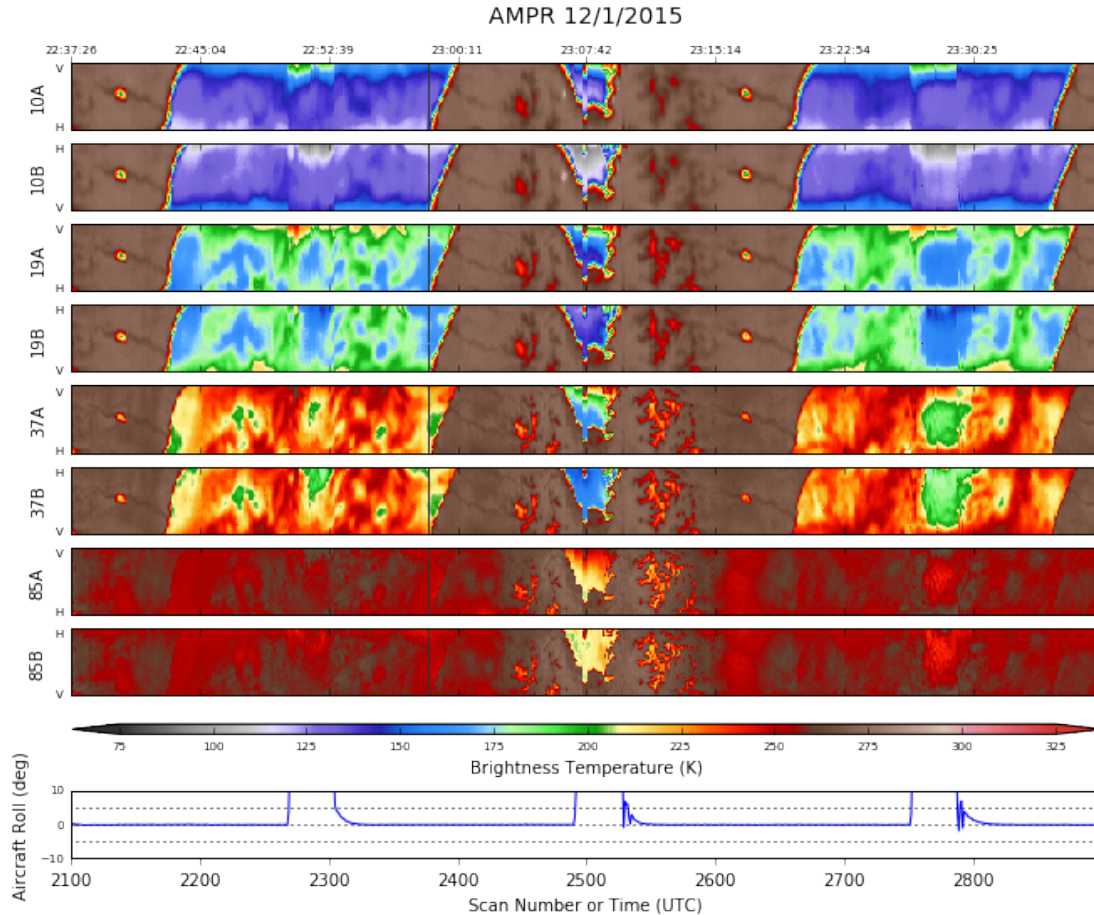 AMPR 12/1/2015
22:37:26 22:45:04 22:52:39 23:00:11 23:07:42 23:15:14 23:22:54 23:30:25
V
10A
H
H
10B
V
V
19A
H
H
19B
V
V
37A
H
H
37B
V
V
85A
H
H
85B
V
75 100 125 150 175 200 225 250 275 300 325
Brightness Temperature (K)
Aircraft Roll (deg)
10
0
−10
2100 2200 2300 2400 2500 2600 2700 2800
Scan Number or Time (UTC)